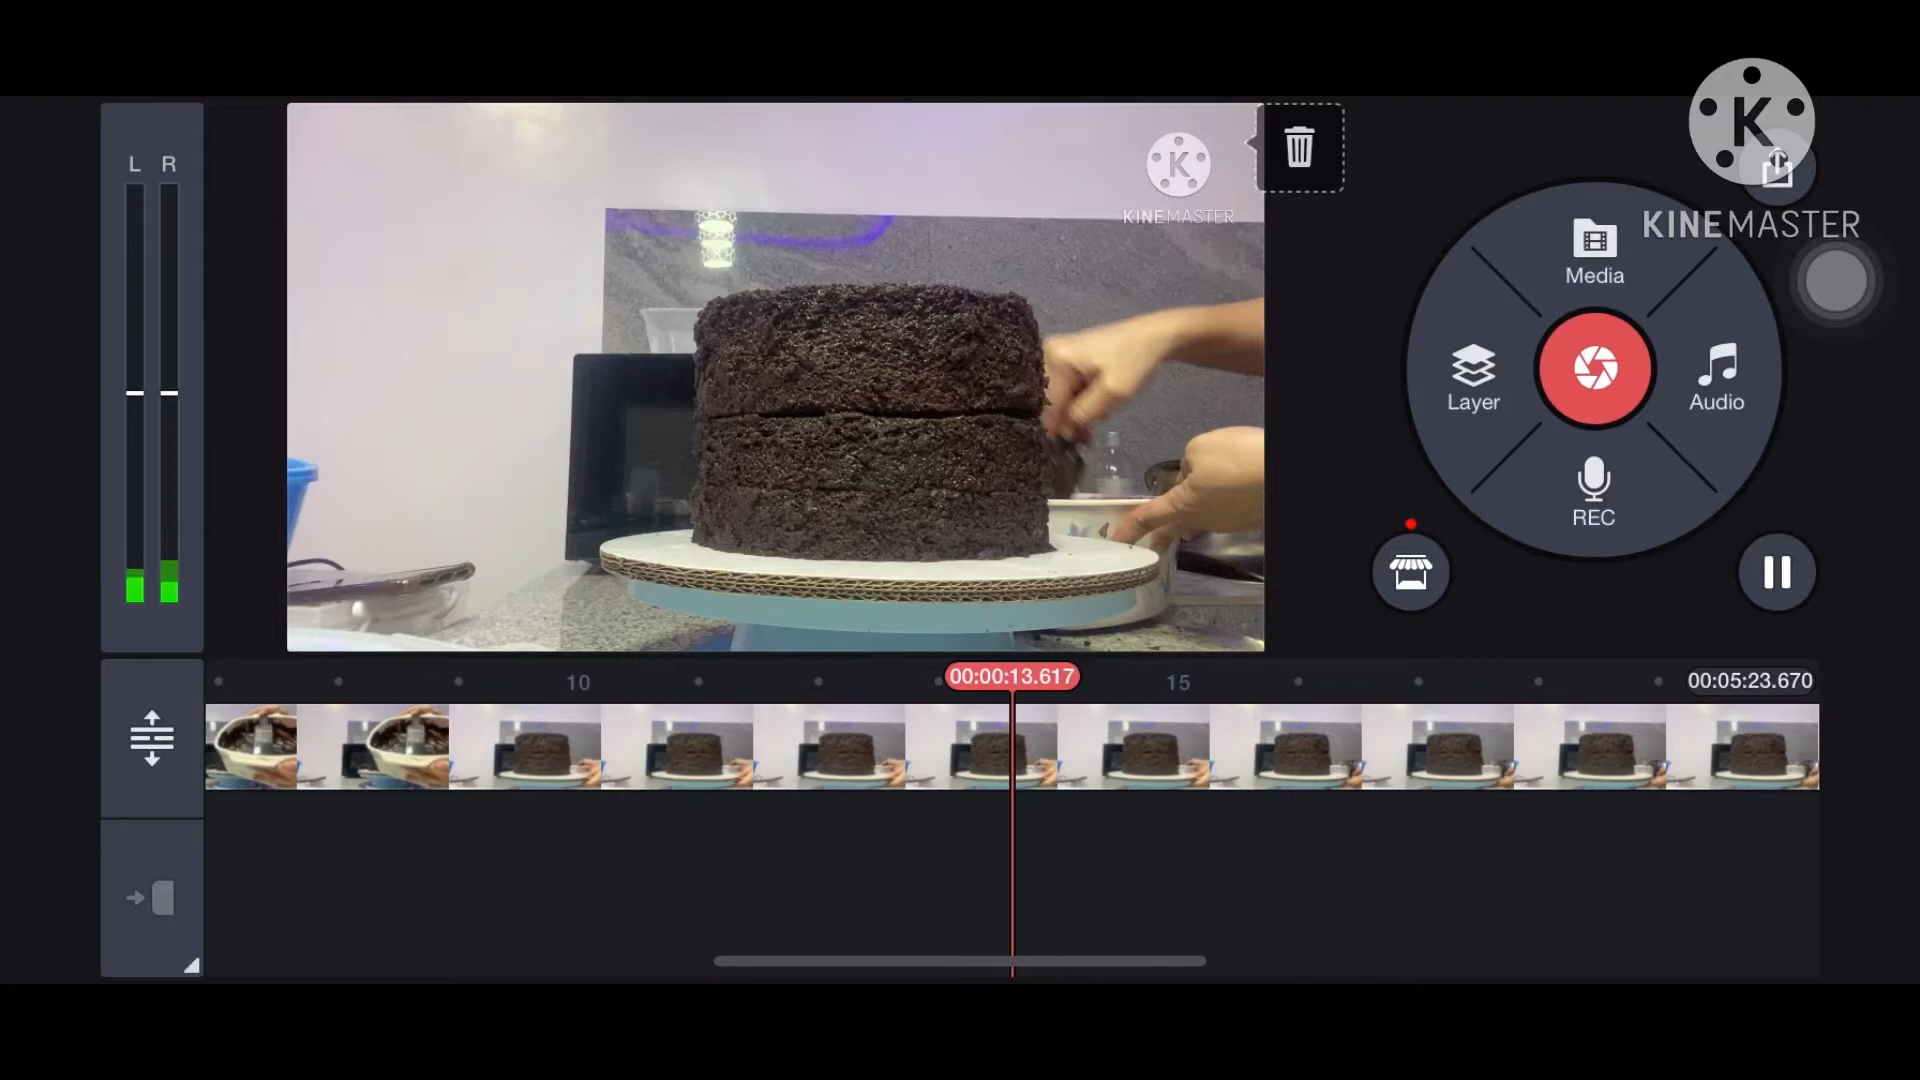 L R
KINEMASTER
KINEMASTER
Media
Layer
Audio
REC
10
00:00:13.617
15
00:05:23.670